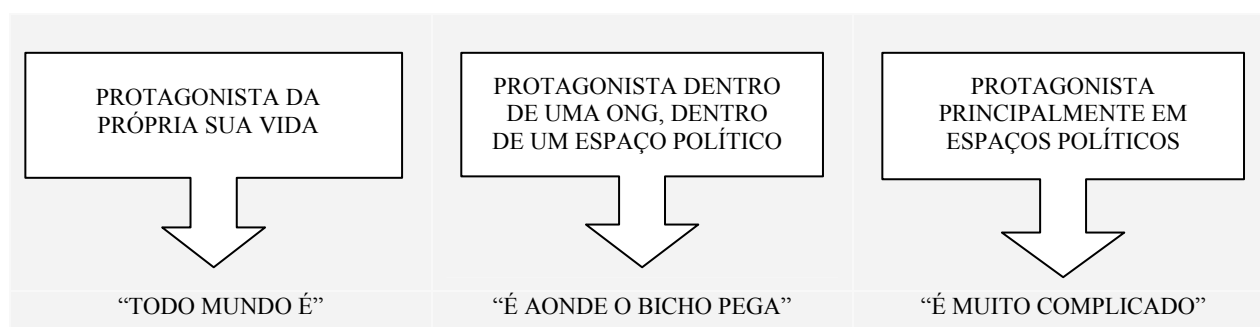 PROTAGONISTA DA
PRÓPRIA SUA VIDA
“TODO MUNDO É”
PROTAGONISTA DENTRO
DE UMA ONG, DENTRO
DE UM ESPAÇO POLÍTICO
“É AONDE O BICHO PEGA”
PROTAGONISTA
PRINCIPALMENTE EM
ESPAÇOS POLÍTICOS
“É MUITO COMPLICADO”